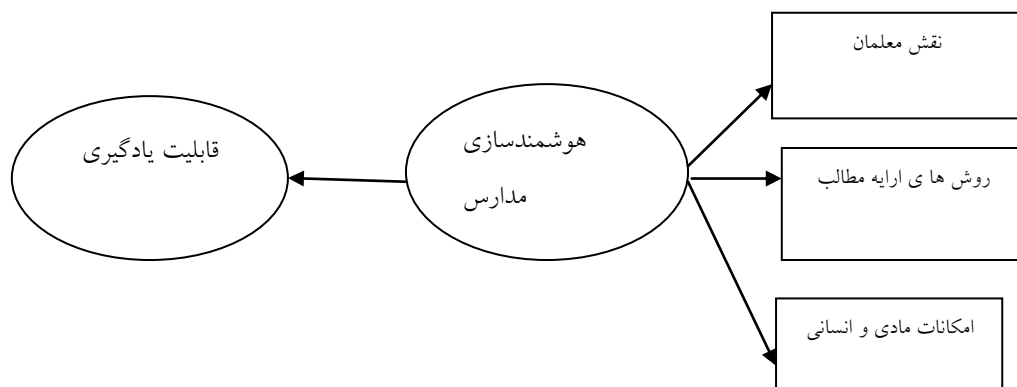 نقش معلمان
روش ها ی ارایه مطالب
امکانات مادی و انسانی
هوشمندسازی
مدارس
قابلیت یادگیری